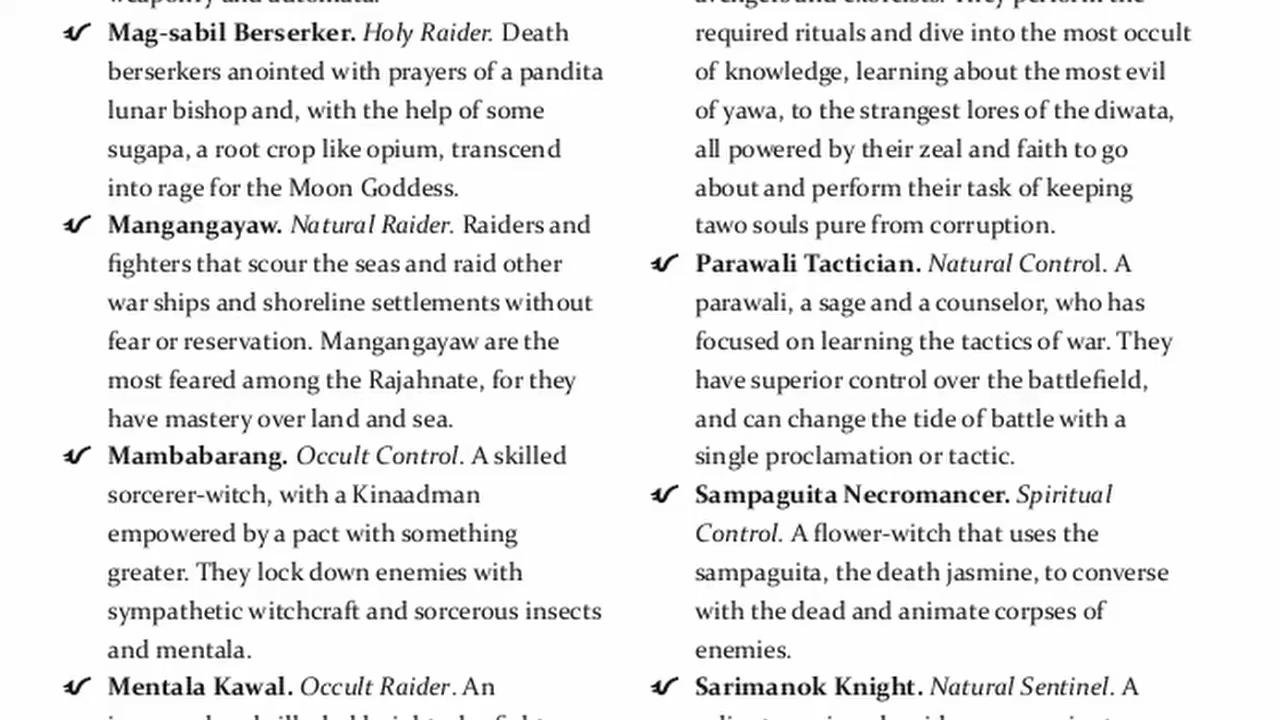 weaponry and automata.
Mag-sabil Berserker. Holy Raider. Death
berserkers anointed with prayers of a pandita
lunar bishop and, with the help of some
sugapa, a root crop like opium, transcend
into rage for the Moon Goddess.
Mangangayaw. Natural Raider. Raiders and
fighters that scour the seas and raid other
war ships and shoreline settlements without
fear or reservation. Mangangayaw are the
most feared among the Rajahnate, for they
have mastery over land and sea.
Mambabarang. Occult Control. A skilled
sorcerer-witch, with a Kinaadman
empowered by a pact with something
greater. They lock down enemies with
sympathetic witchcraft and sorcerous insects
and mentala.
Mentala Kawal. Occult Raider. An
avengers and exorcists. They perform the
required rituals and dive into the most occult
of knowledge, learning about the most evil
of yawa, to the strangest lores of the diwata,
all powered by their zeal and faith to go
about and perform their task of keeping
tawo souls pure from corruption.
Parawali Tactician. Natural Control. A
parawali, a sage and a counselor, who has
focused on learning the tactics of war. They
have superior control over the battlefield,
and can change the tide of battle with a
single proclamation or tactic.
Sampaguita Necromancer. Spiritual
Control. A flower-witch that uses the
sampaguita, the death jasmine, to converse
with the dead and animate corpses of
enemies.
Sarimanok Knight. Natural Sentinel. A